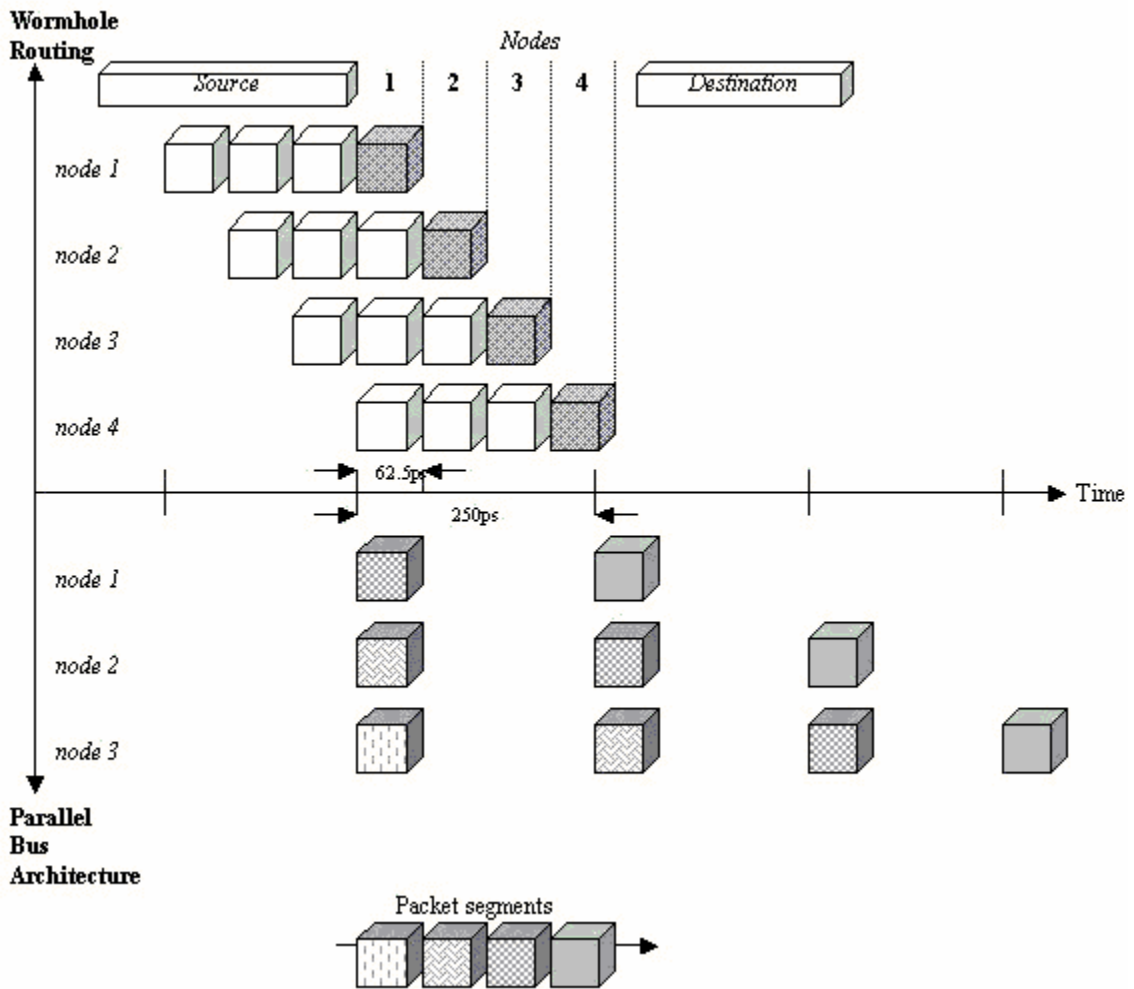 Wormhole
Routing
Nodes
Source
1
2
3
4
Destination
node 1
node 2
node 3
node 4
62.5ps
Time
250ps
node 1
node 2
node 3
Parallel
Bus
Architecture
Packet segments